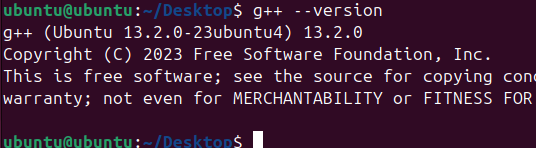 ubuntu@ubuntu:~/Desktop$ g++ --version
g++ (Ubuntu 13.2.0-23ubuntu4) 13.2.0
Copyright (C) 2023 Free Software Foundation, Inc.
This is free software; see the source for copying
warranty; not even for MERCHANTABILITY or FITNESS FOR
ubuntu@ubuntu:~/Desktop$